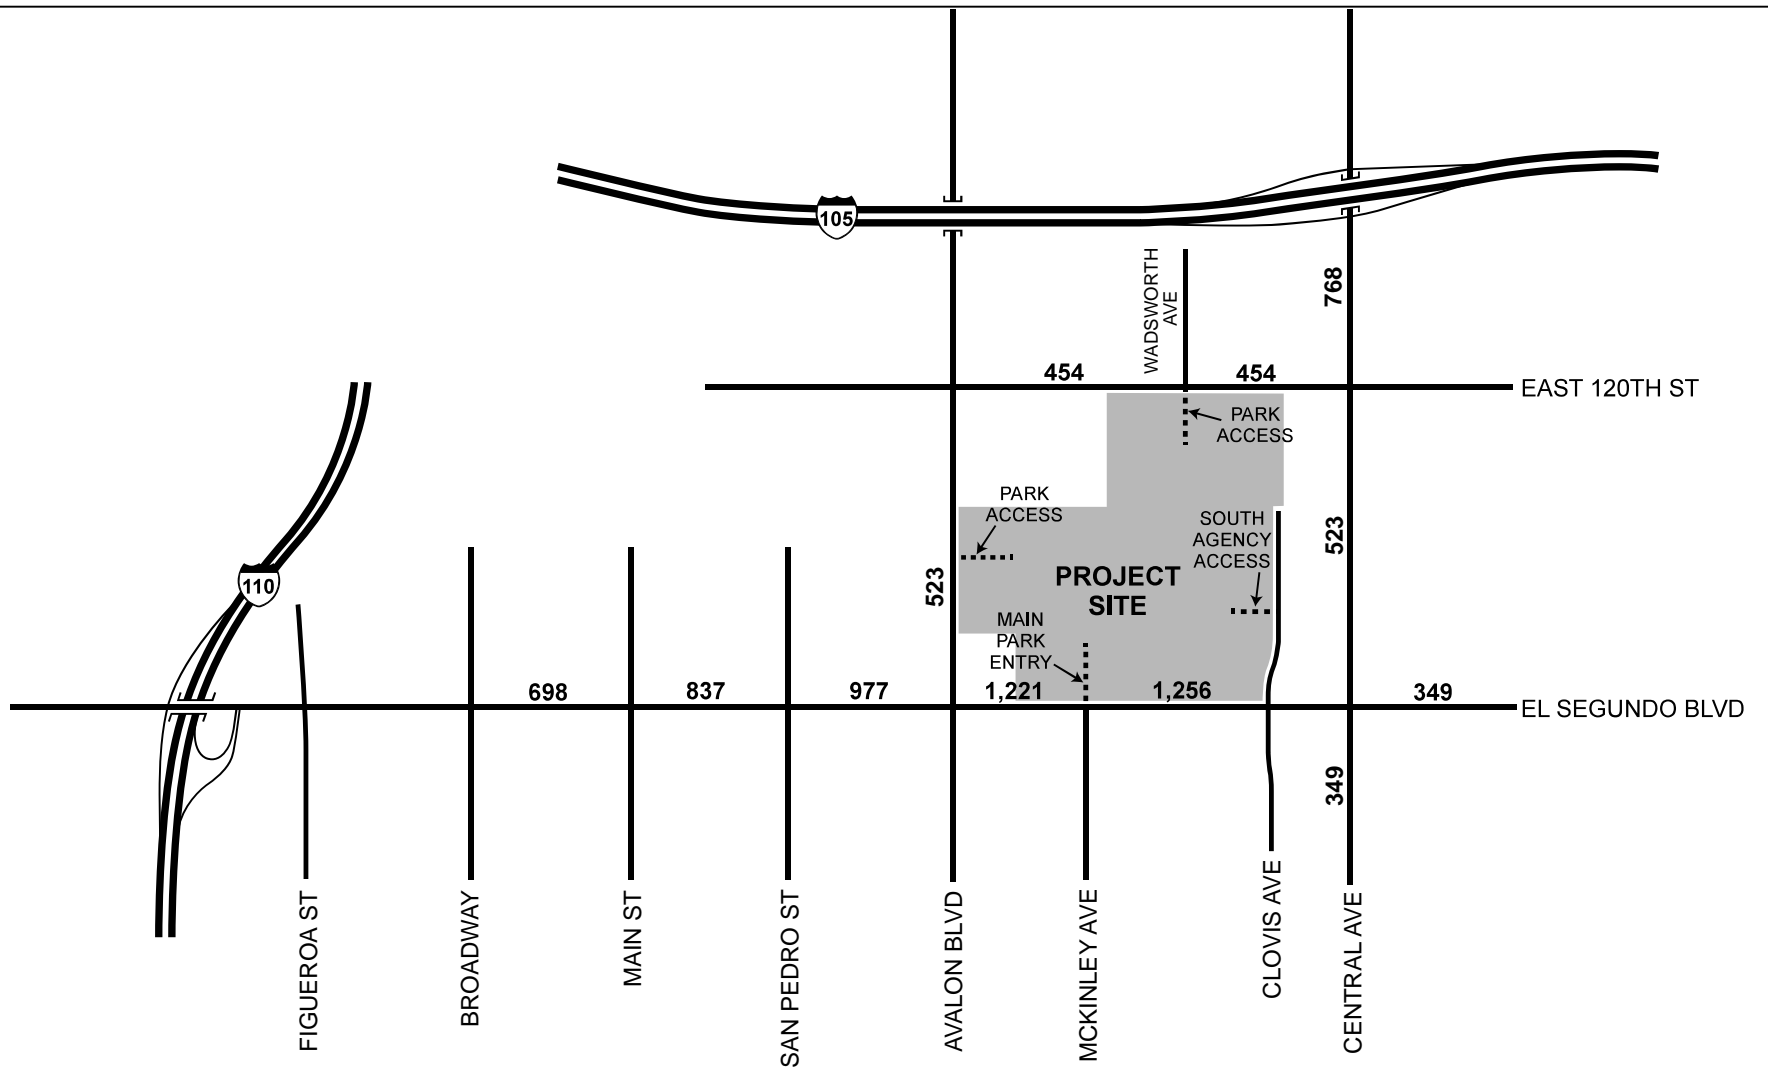 105
WADSWORTH
AVE
768
454
454
EAST 120TH ST
PARK
ACCESS
PARK
ACCESS
SOUTH
AGENCY
ACCESS
523
523
110
PROJECT
SITE
MAIN
PARK
ENTRY
698
837
977
1,221
1,256
349
EL SEGUNDO BLVD
349
FIGUEROA ST
BROADWAY
MAIN ST
SAN PEDRO ST
AVALON BLVD
MCKINLEY AVE
CLOVIS AVE
CENTRAL AVE